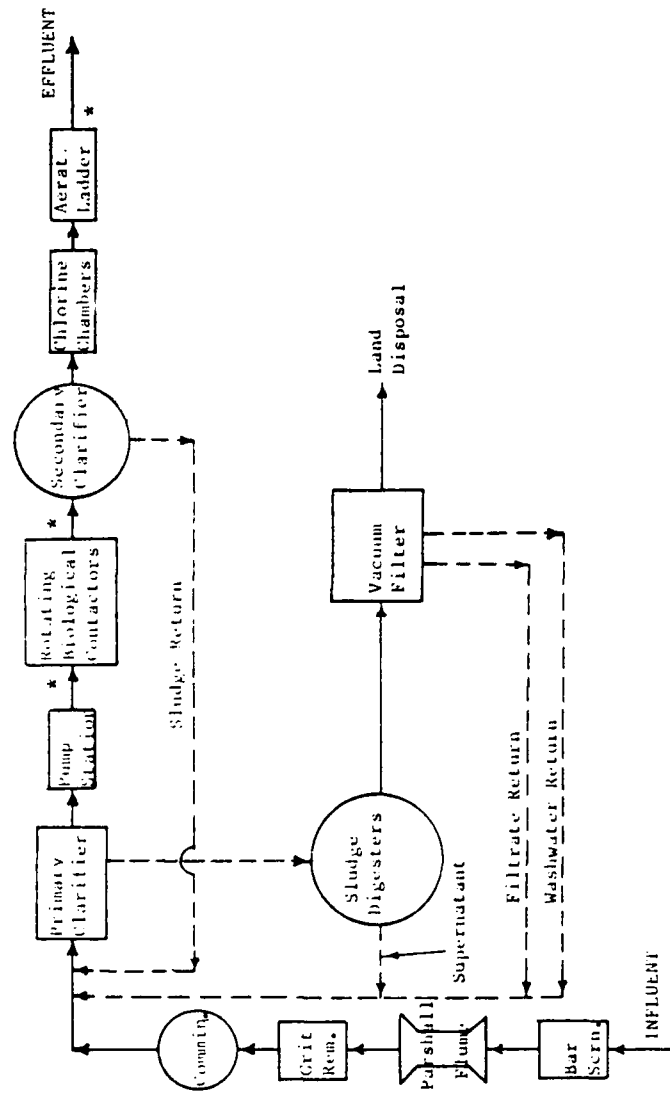 INFLUENT
Bar
Scrn.
Parshall
Flume
Grit
Rem.
Commin.
Primary
Clarifier
Pump
Station
*
Rotating
Biological
Contactors
*
Secondary
Clarifier
Chlorine
Chambers
Aerat.
Ladder
*
EFFLUENT
Sludge Return
Sludge
Digesters
Supernatant
Vacuum
Filter
Land
Disposal
Filtrate Return
Washwater Return